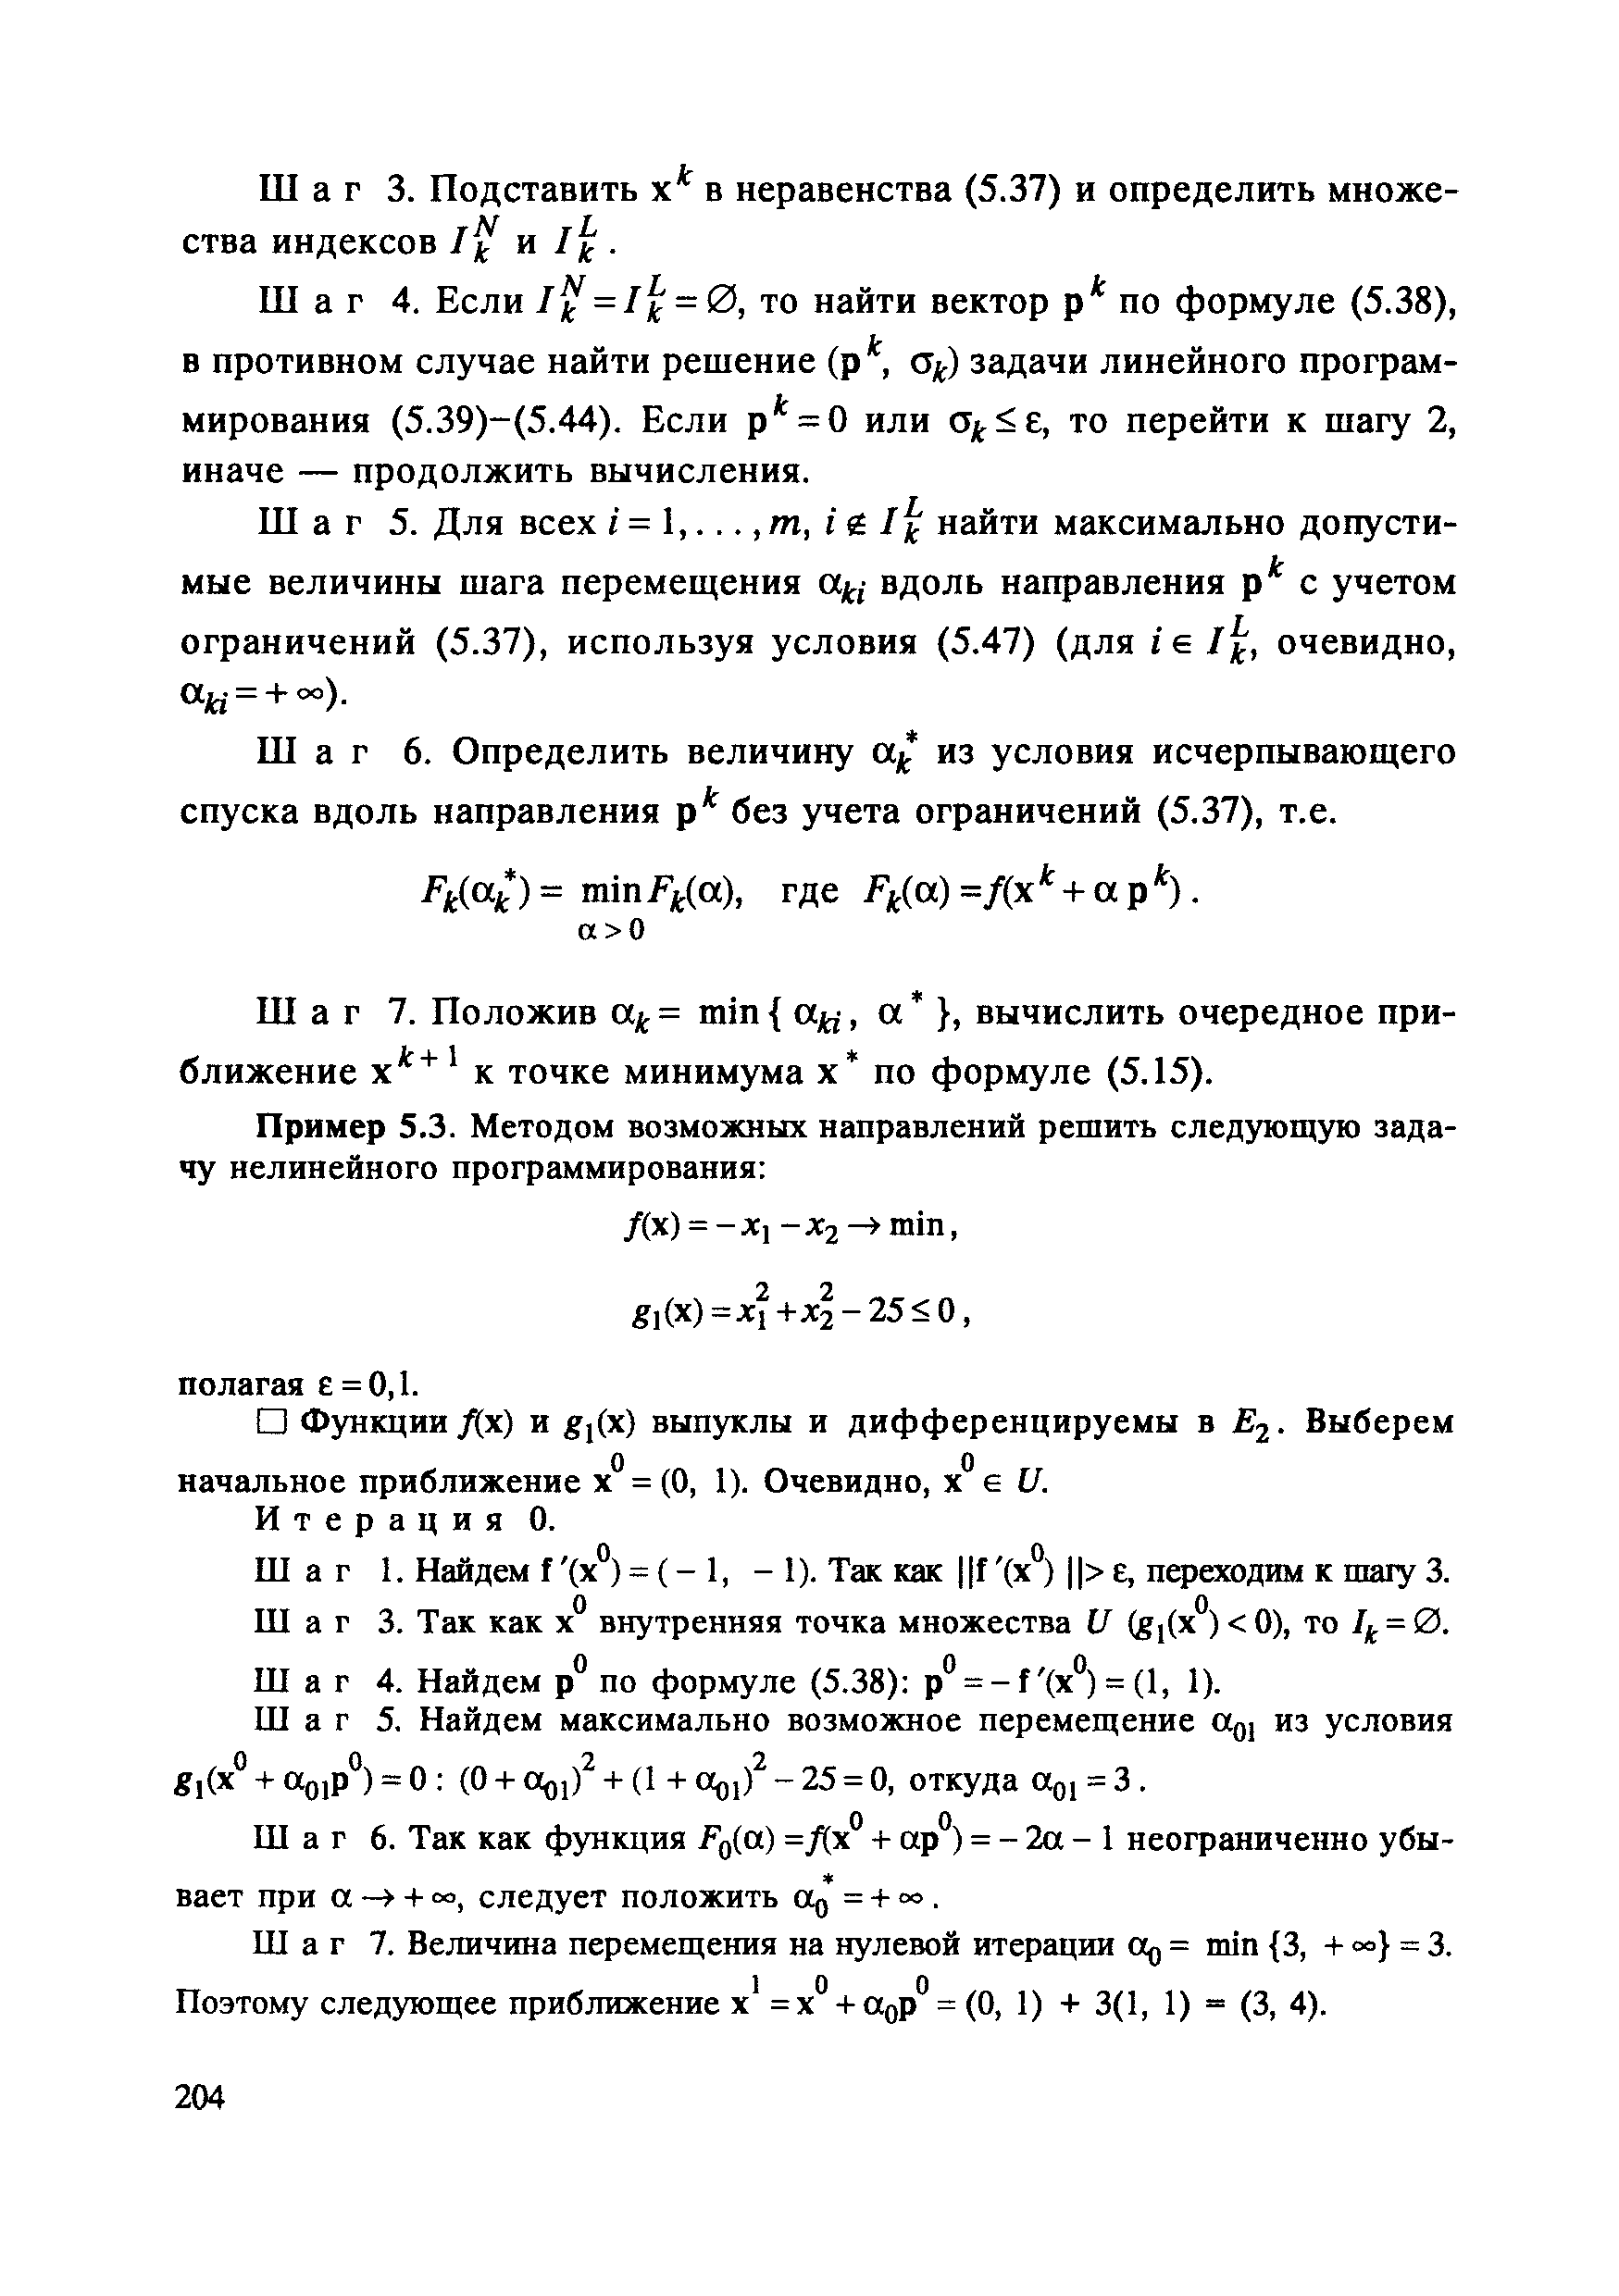 Ш а г 3. Подставить x^k в неравенства (5.37) и определить множе-
ства индексов I_k^N и I_k^L .
Ш а г 4. Если I_k^N = I_k^L = ∅, то найти вектор p^k по формуле (5.38),
в противном случае найти решение (p^k, σ_k) задачи линейного програм-
мирования (5.39)–(5.44). Если p^k = 0 или σ_k ≤ ε, то перейти к шагу 2,
иначе — продолжить вычисления.
Ш а г 5. Для всех i = 1,. . . ,m, i ∉ I_k^L найти максимально допусти-
мые величины шага перемещения α_ki вдоль направления p^k с учетом
ограничений (5.37), используя условия (5.47) (для i ∈ I_k^L, очевидно,
α_ki = + ∞).
Ш а г 6. Определить величину α_k^* из условия исчерпывающего
спуска вдоль направления p^k без учета ограничений (5.37), т.е.
F_k(α_k^*) = min F_k(α), где F_k(α) = f(x^k + α p^k) .
α > 0
Ш а г 7. Положив α_k = min { α_ki, α^* }, вычислить очередное при-
ближение x^{k+1} к точке минимума x^* по формуле (5.15).
Пример 5.3. Методом возможных направлений решить следующую зада-
чу нелинейного программирования:
f(x) = – x_1 – x_2 → min ,
g_1(x) = x_1^2 + x_2^2 – 25 ≤ 0 ,
полагая ε = 0,1.
□ Функции f(x) и g_1(x) выпуклы и дифференцируемы в E_2. Выберем
начальное приближение x^0 = (0, 1). Очевидно, x^0 ∈ U.
И т е р а ц и я 0.
Ш а г 1. Найдем f ′(x^0) = ( – 1, – 1). Так как ||f ′(x^0) ||> ε, переходим к шагу 3.
Ш а г 3. Так как x^0 внутренняя точка множества U (g_1(x^0) < 0), то I_k = ∅.
Ш а г 4. Найдем p^0 по формуле (5.38): p^0 = – f ′(x^0) = (1, 1).
Ш а г 5. Найдем максимально возможное перемещение α_01 из условия
g_1(x^0 + α_01 p^0) = 0 : (0 + α_01)^2 + (1 + α_01)^2 – 25 = 0, откуда α_01 = 3 .
Ш а г 6. Так как функция F_0(α) = f(x^0 + αp^0) = – 2α – 1 неограниченно убы-
вает при α → + ∞, следует положить α_0^* = + ∞ .
Ш а г 7. Величина перемещения на нулевой итерации α_0 = min {3, + ∞} = 3.
Поэтому следующее приближение x^1 = x^0 + α_0 p^0 = (0, 1) + 3(1, 1) = (3, 4).
204